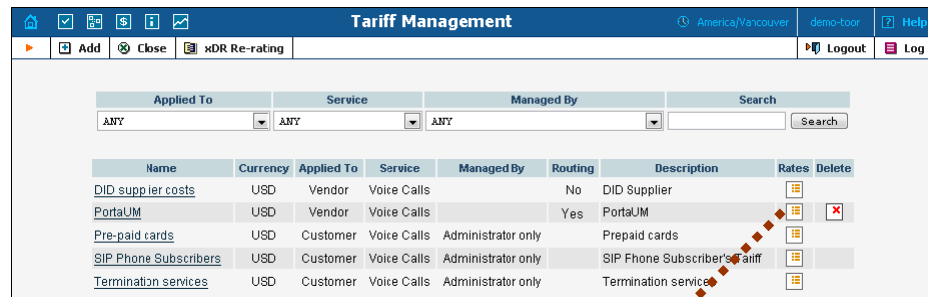 Tariff Management America/Vancouver demo-toor ? Help
Add Close xDR Re-rating Logout Log
Applied To Service Managed By Search
ANY ANY ANY Search
Name Currency Applied To Service Managed By Routing Description Rates Delete
DID supplier costs USD Vendor Voice Calls No DID Supplier
PortaUM USD Vendor Voice Calls Yes PortaUM
Pre-paid cards USD Customer Voice Calls Administrator only Prepaid cards
SIP Phone Subscribers USD Customer Voice Calls Administrator only SIP Phone Subscriber's Tariff
Termination services USD Customer Voice Calls Administrator only Termination services